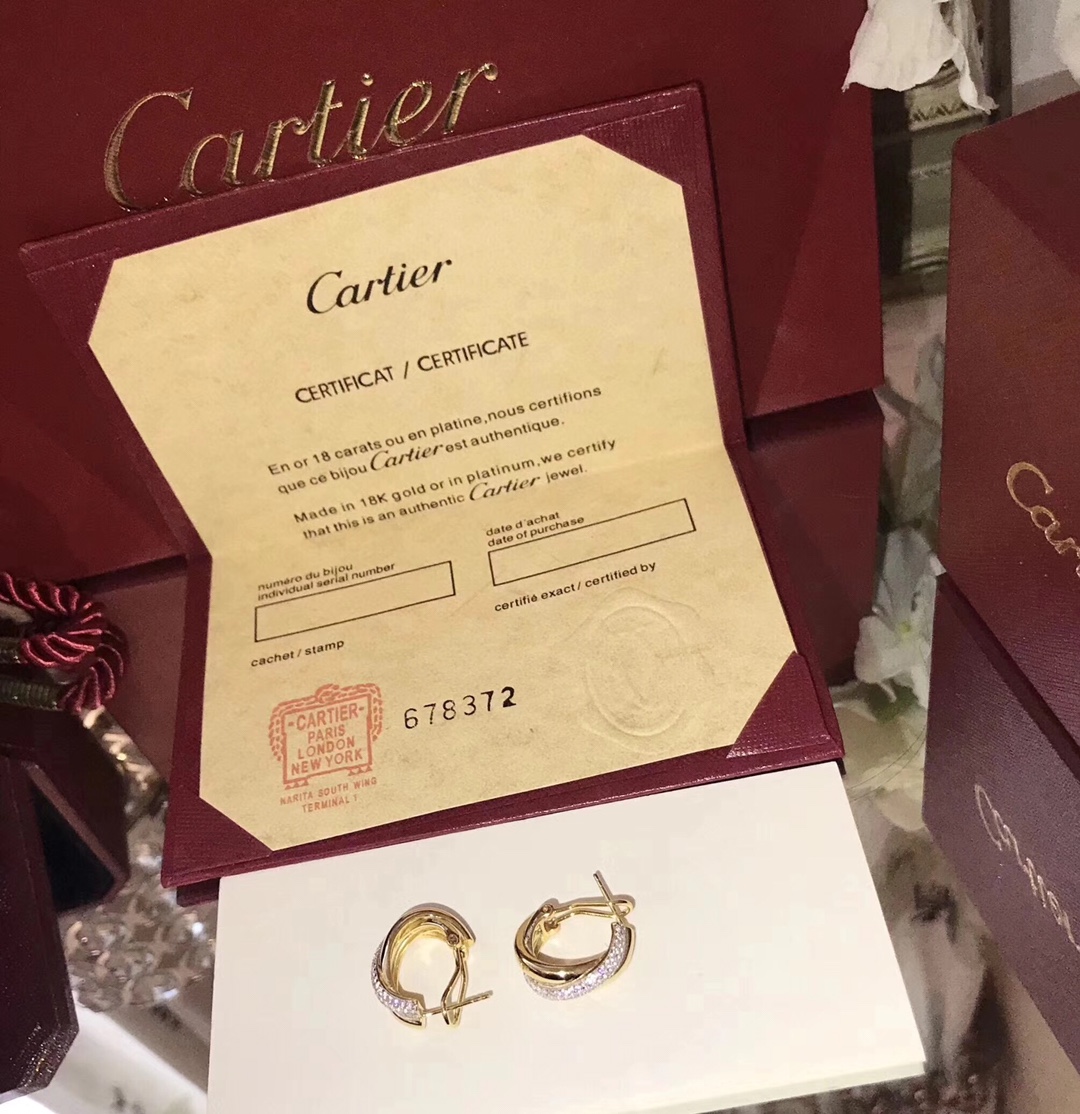 Cartier
Cartier
CERTIFICAT / CERTIFICATE
En or 18 carats ou en platine,nous certifions
que ce bijou Cartier est authentique.
Made in 18K gold or in platinum,we certify
that this is an authentic Cartier jewel.
numéro du bijou
individual serial number
date d'achat
date of purchase
certifié exact / certified by
cachet / stamp
-CARTIER-
PARIS
LONDON
NEW YORK
NARITA SOUTH WING
TERMINAL 1
678372
Car